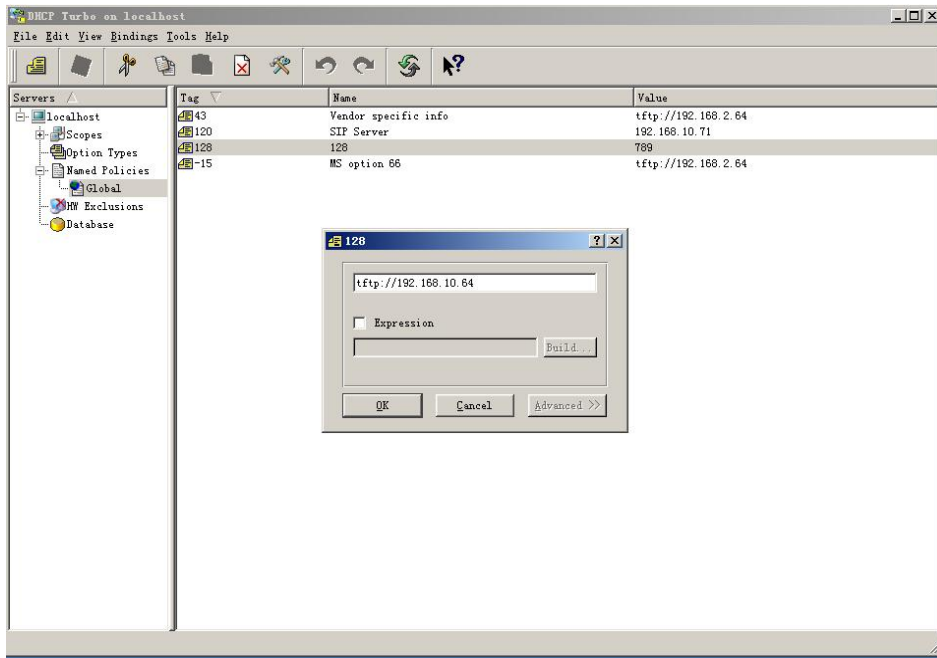 DHCP Turbo on localhost
File Edit View Bindings Tools Help
Servers
Tag Name Value
localhost
Scopes
Option Types
Named Policies
Global
HW Exclusions
Database
43 Vendor specific info tftp://192.168.2.64
120 SIP Server 192.168.10.71
128 128 789
-15 MS option 66 tftp://192.168.2.64
128
tftp://192.168.10.64
Expression
Build...
OK Cancel Advanced >>